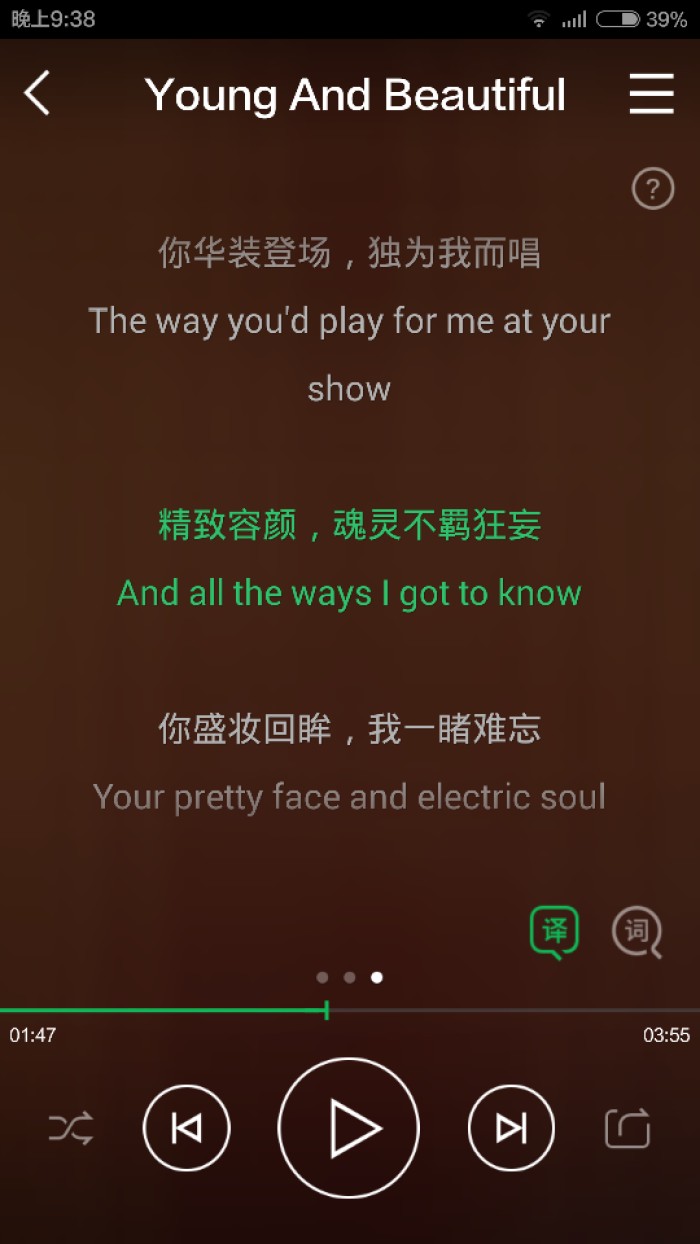 晚上9:38
39%
Young And Beautiful
?
你华装登场，独为我而唱
The way you'd play for me at your
show
精致容颜，魂灵不羁狂妄
And all the ways I got to know
你盛妆回眸，我一睹难忘
Your pretty face and electric soul
译
词
01:47
03:55